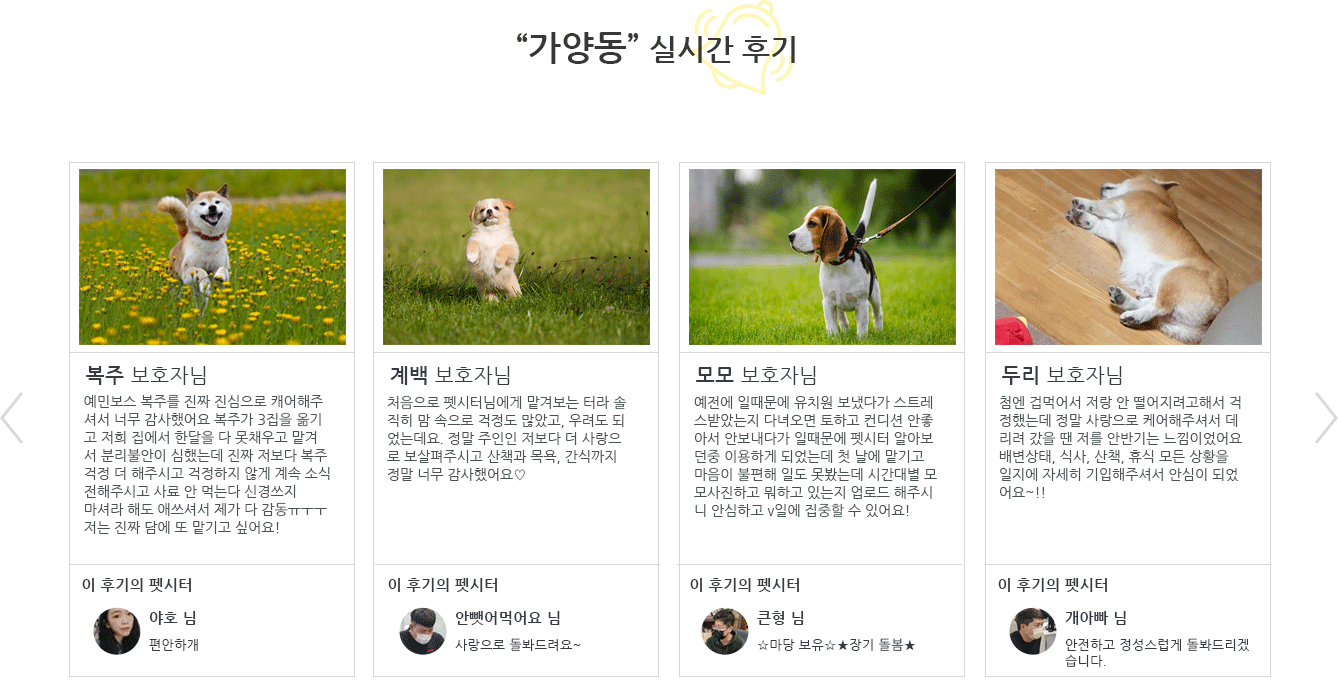 “가양동” 실시간 후기
복주 보호자님
예민보스 복주를 진짜 진심으로 캐어해주
셔서 너무 감사했어요 복주가 3집을 옮기
고 저희 집에서 한달을 다 못채우고 맡겨
서 분리불안이 심했는데 진짜 저보다 복주
걱정 더 해주시고 걱정하지 않게 계속 소식
전해주시고 사료 안 먹는다 신경쓰지
마셔라 해도 애쓰셔서 제가 다 감동ㅠㅜㅜ
저는 진짜 담에 또 맡기고 싶어요!
이 후기의 펫시터
야호 님
편안하개
계백 보호자님
처음으로 펫시터님에게 맡겨보는 터라 솔
직히 맘 속으로 걱정도 많았고, 우려도 되
었는데요. 정말 주인인 저보다 더 사랑으
로 보살펴주시고 산책과 목욕, 간식까지
정말 너무 감사했어요♡
이 후기의 펫시터
안뺏어먹어요 님
사랑으로 돌봐드려요~
모모 보호자님
예전에 일때문에 유치원 보냈다가 스트레
스받았는지 다녀오면 토하고 컨디션 안좋
아서 안보내다가 일때문에 펫시터 알아보
던중 이용하게 되었는데 첫 날에 맡기고
마음이 불편해 일도 못봤는데 시간대별 모
모사진하고 뭐하고 있는지 업로드 해주시
니 안심하고 v일에 집중할 수 있어요!
이 후기의 펫시터
큰형 님
☆마당 보유☆★장기 돌봄★
두리 보호자님
첨엔 겁먹어서 저랑 안 떨어지려고해서 걱
정했는데 정말 사랑으로 케어해주셔서 데
리려 갔을 땐 저를 안반기는 느낌이었어요
배변상태, 식사, 산책, 휴식 모든 상황을
일지에 자세히 기입해주셔서 안심이 되었
어요~!!
이 후기의 펫시터
개아빠 님
안전하고 정성스럽게 돌봐드리겠
습니다.